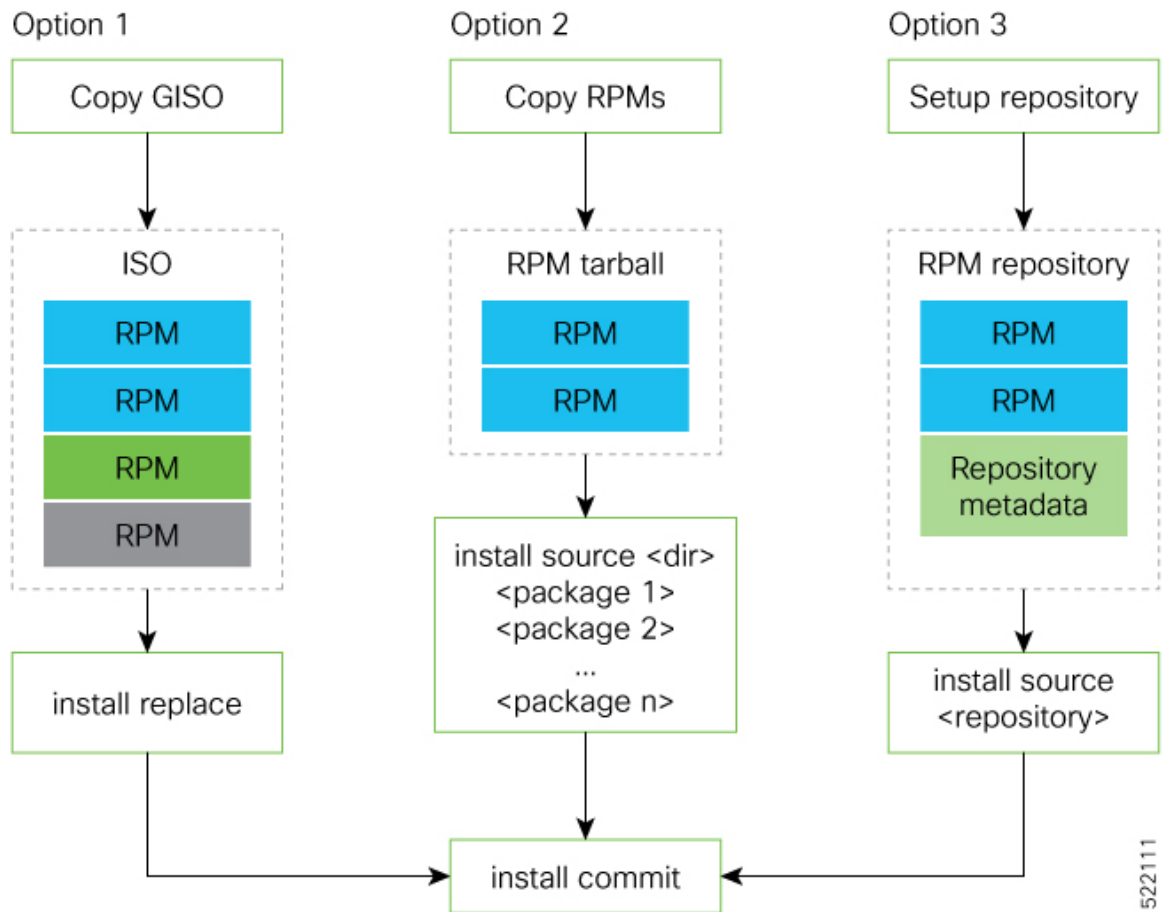 Option 1
Copy GISO
ISO
RPM
RPM
RPM
RPM
install replace
Option 2
Copy RPMs
RPM tarball
RPM
RPM
install source <dir>
<package 1>
<package 2>
...
<package n>
install commit
Option 3
Setup repository
RPM repository
RPM
RPM
Repository
metadata
install source
<repository>
522111